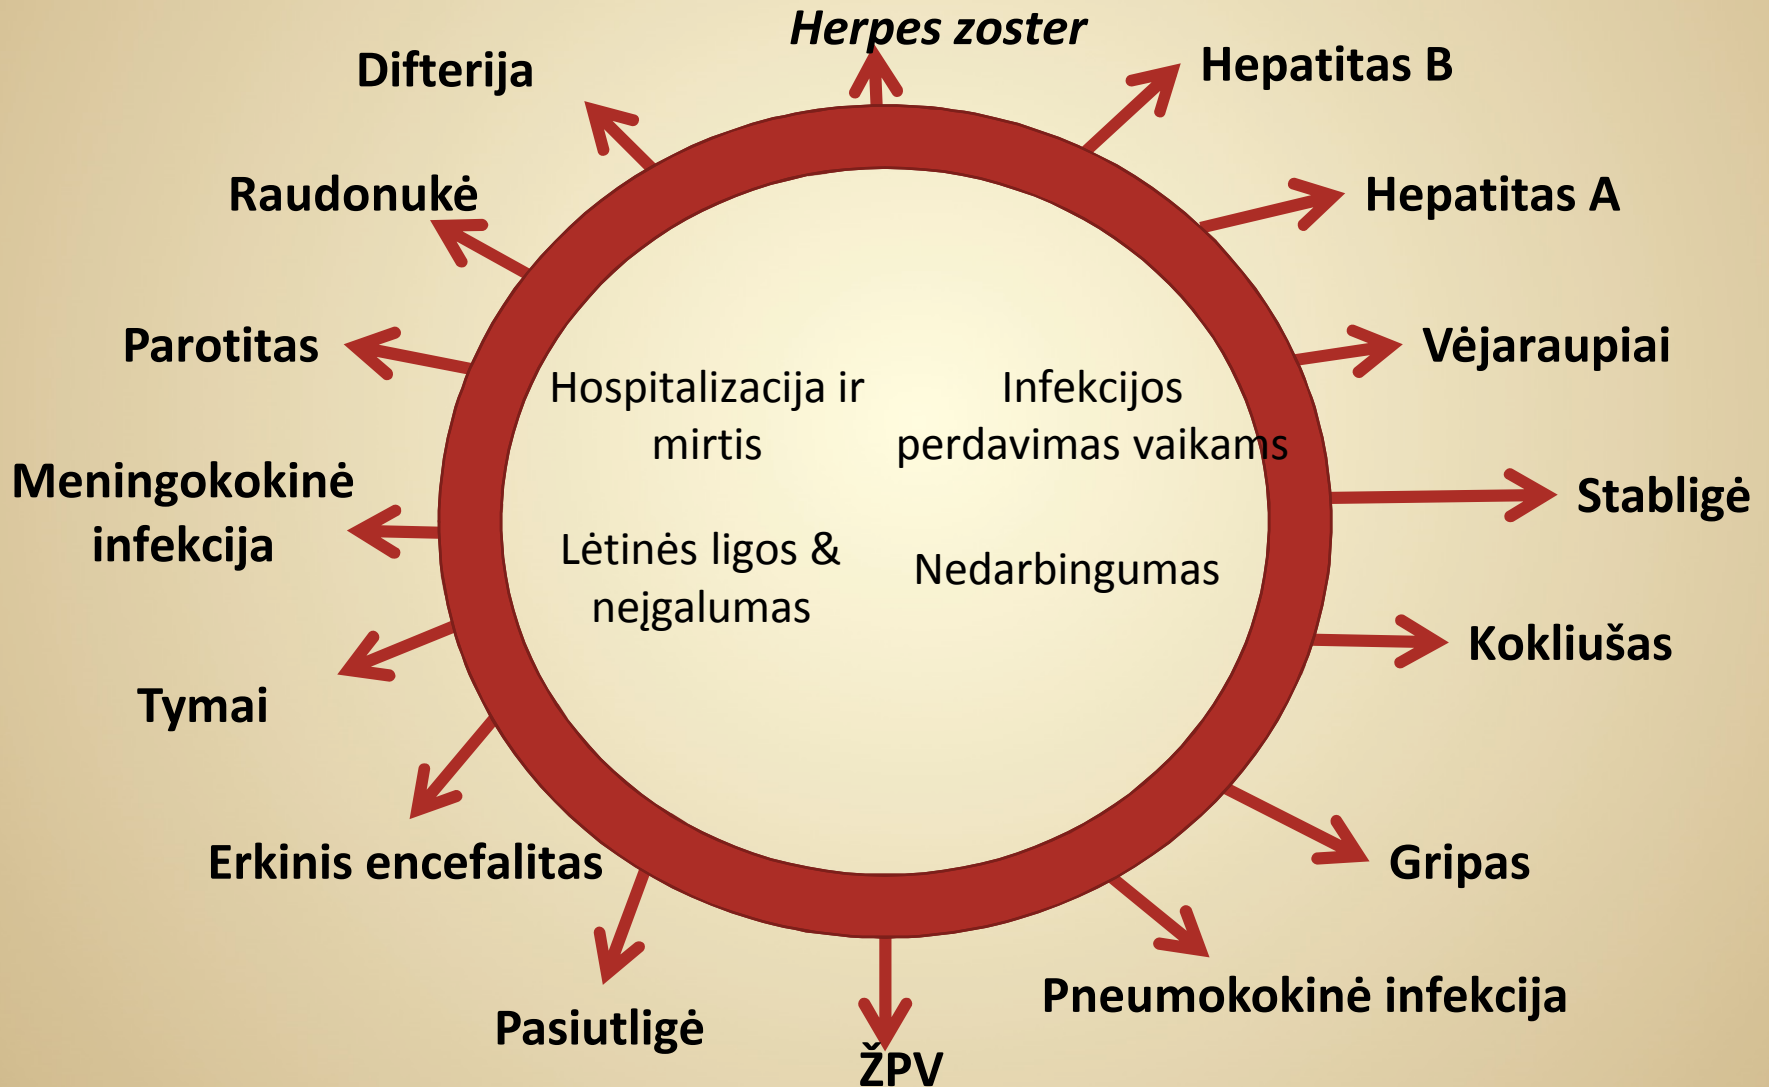 Herpes zoster
Difterija
Hepatitas B
Raudonukė
Hepatitas A
Parotitas
Vėjaraupiai
Hospitalizacija ir
mirtis
Infekcijos
perdavimas vaikams
Meningokokinė
infekcija
Stabligė
Lėtinės ligos &
neįgalumas
Nedarbingumas
Kokliušas
Tymai
Erkinis encefalitas
Gripas
Pneumokokinė infekcija
Pasiutligė
ŽPV